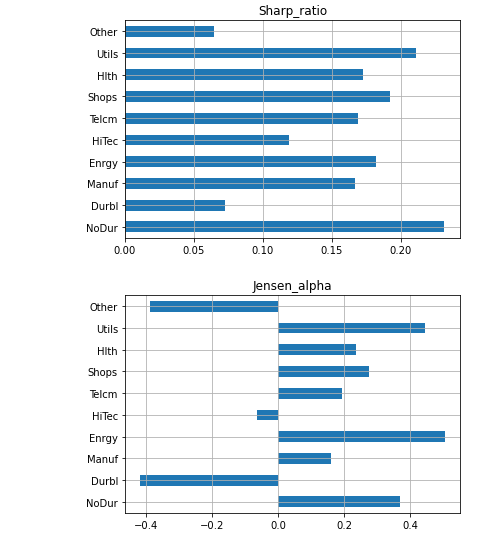 Sharp_ratio
Other
Utils
Hlth
Shops
Telcm
HiTec
Enrgy
Manuf
Durbl
NoDur
0.00 0.05 0.10 0.15 0.20
Jensen_alpha
Other
Utils
Hlth
Shops
Telcm
HiTec
Enrgy
Manuf
Durbl
NoDur
−0.4 −0.2 0.0 0.2 0.4